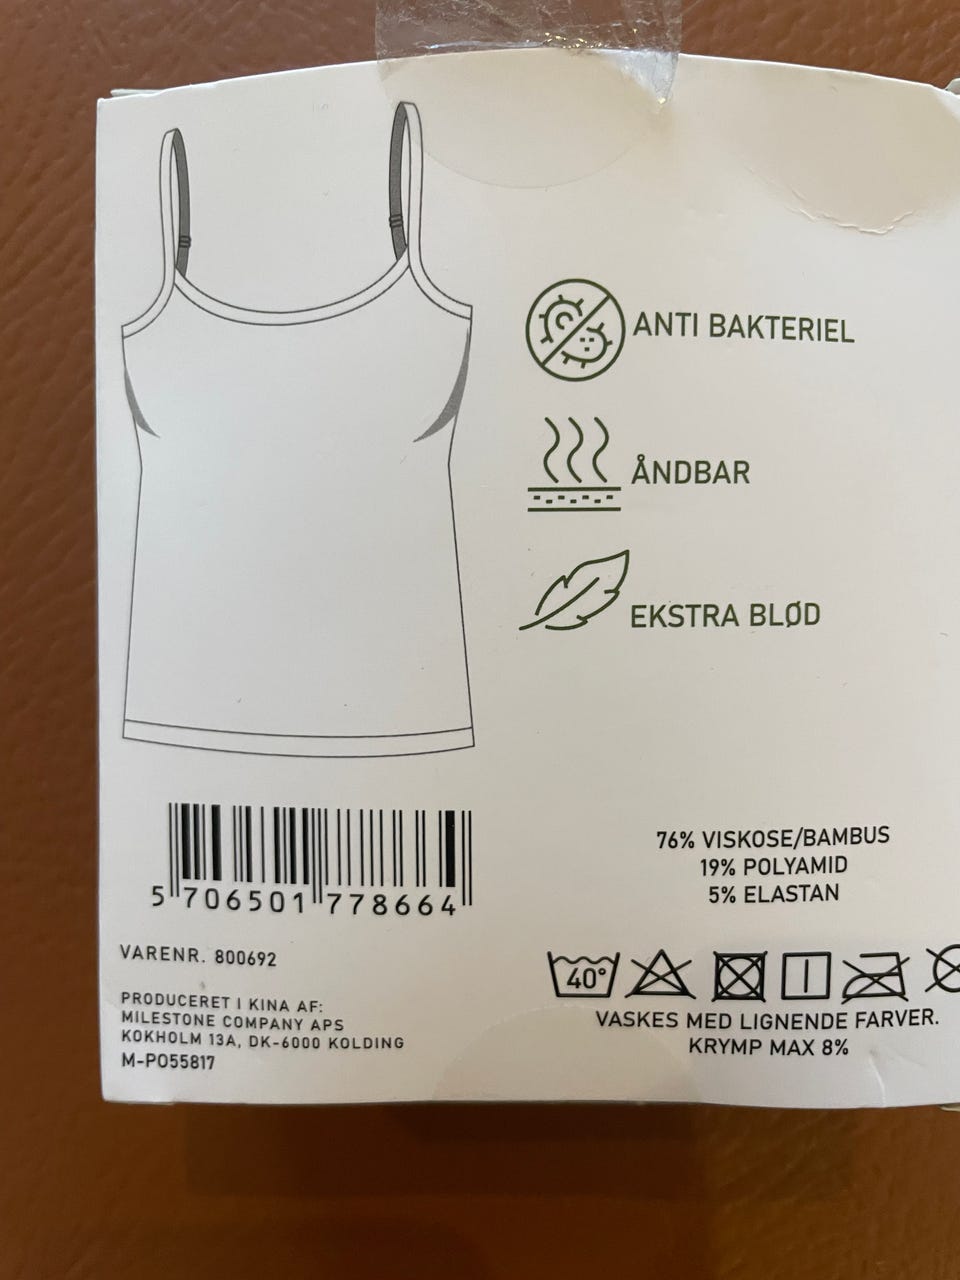 ANTI BAKTERIEL
ÅNDBAR
EKSTRA BLØD
5 706501 778664
76% VISKOSE/BAMBUS
19% POLYAMID
5% ELASTAN
VARENR. 800692
40°
PRODUCERET I KINA AF:
MILESTONE COMPANY APS
KOKHOLM 13A, DK-6000 KOLDING
M-PO55817
VASKES MED LIGNENDE FARVER.
KRYMP MAX 8%